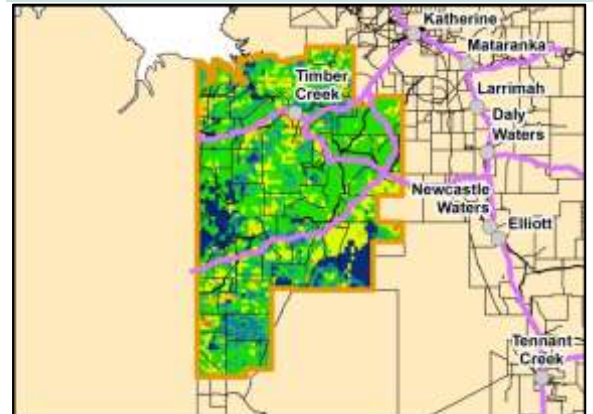 Katherine
Mataranka
Timber
Creek
Larrimah
Daly
Waters
Newcastle
Waters
Elliott
Tennant
Creek